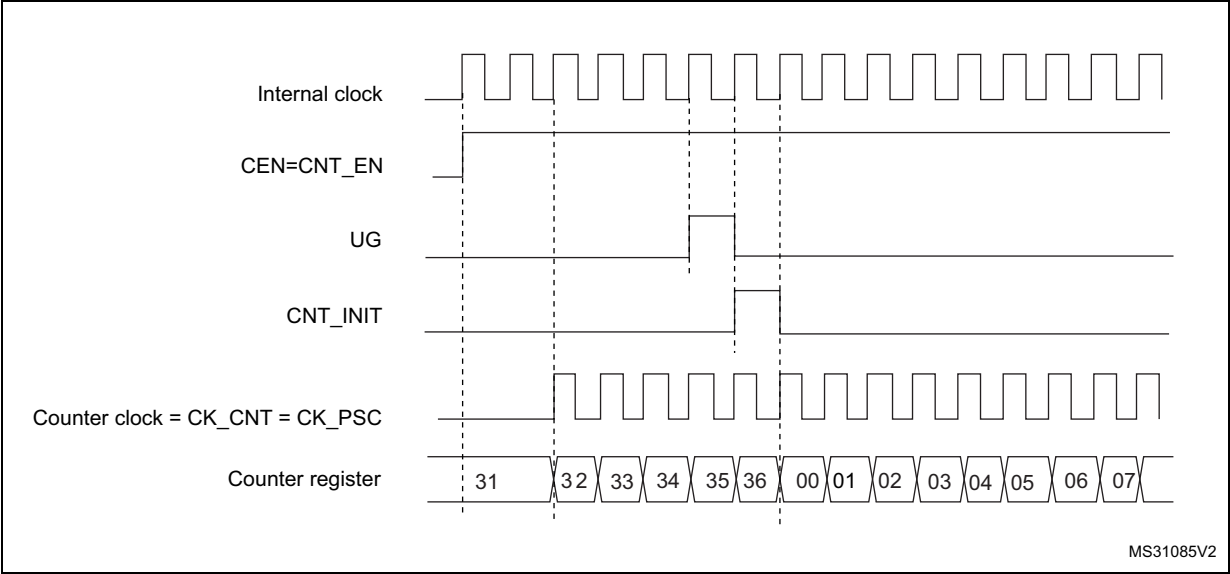 Internal clock
CEN=CNT_EN
UG
CNT_INIT
Counter clock = CK_CNT = CK_PSC
Counter register 31 32 33 34 35 36 00 01 02 03 04 05 06 07
MS31085V2